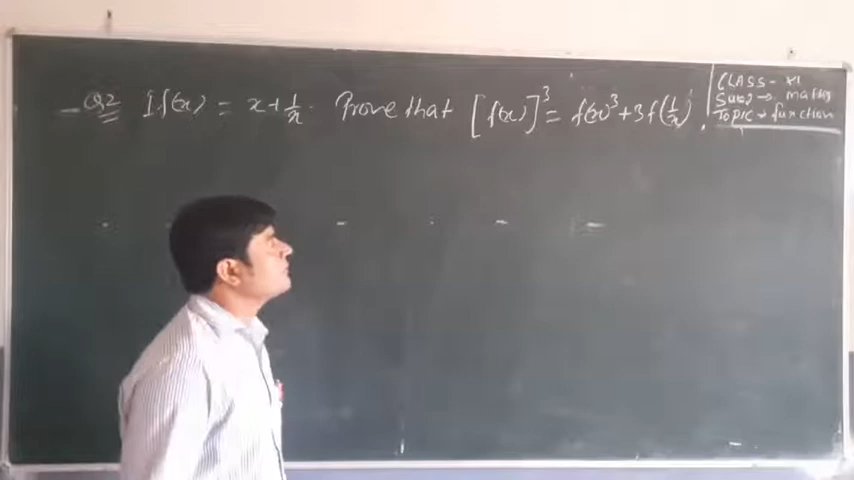 Q2 If f(x) = x + 1/x. Prove that [f(x)]³ = f(x)³ + 3f(1/x).
CLASS - XI
Subj → maths
Topic → function